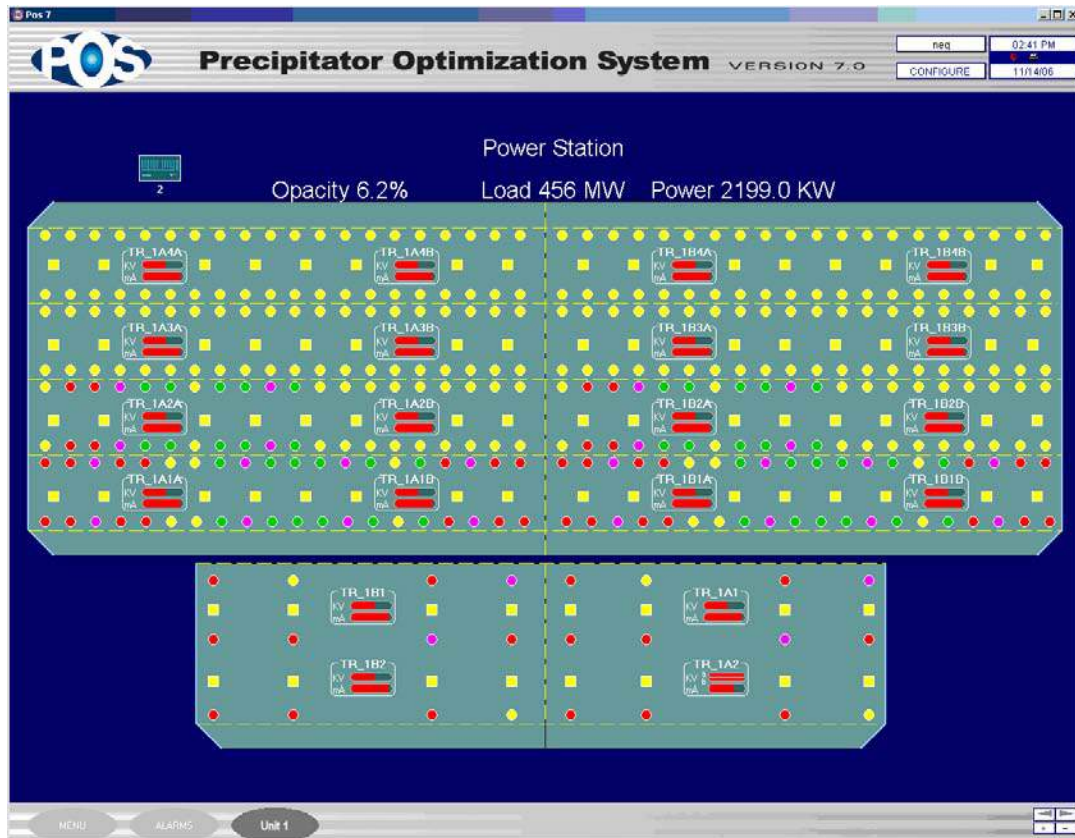 Pos 7
POS
Precipitator Optimization System VERSION 7.0
neq
02:41 PM
CONFIGURE
11/14/06
Power Station
2
Opacity 6.2% Load 456 MW Power 2199.0 KW
TR_1A4A TR_1A4B TR_1B4A TR_1B4B
KV KV KV KV
mA mA mA mA
TR_1A3A TR_1A3B TR_1B3A TR_1B3B
KV KV KV KV
mA mA mA mA
TR_1A2A TR_1A2B TR_1B2A TR_1B2B
KV KV KV KV
mA mA mA mA
TR_1A1A TR_1A1B TR_1B1A TR_1B1B
KV KV KV KV
mA mA mA mA
TR_1B1 TR_1A1
KV KV
mA mA
TR_1B2 TR_1A2
KV KV
mA mA
MENU ALARMS Unit 1